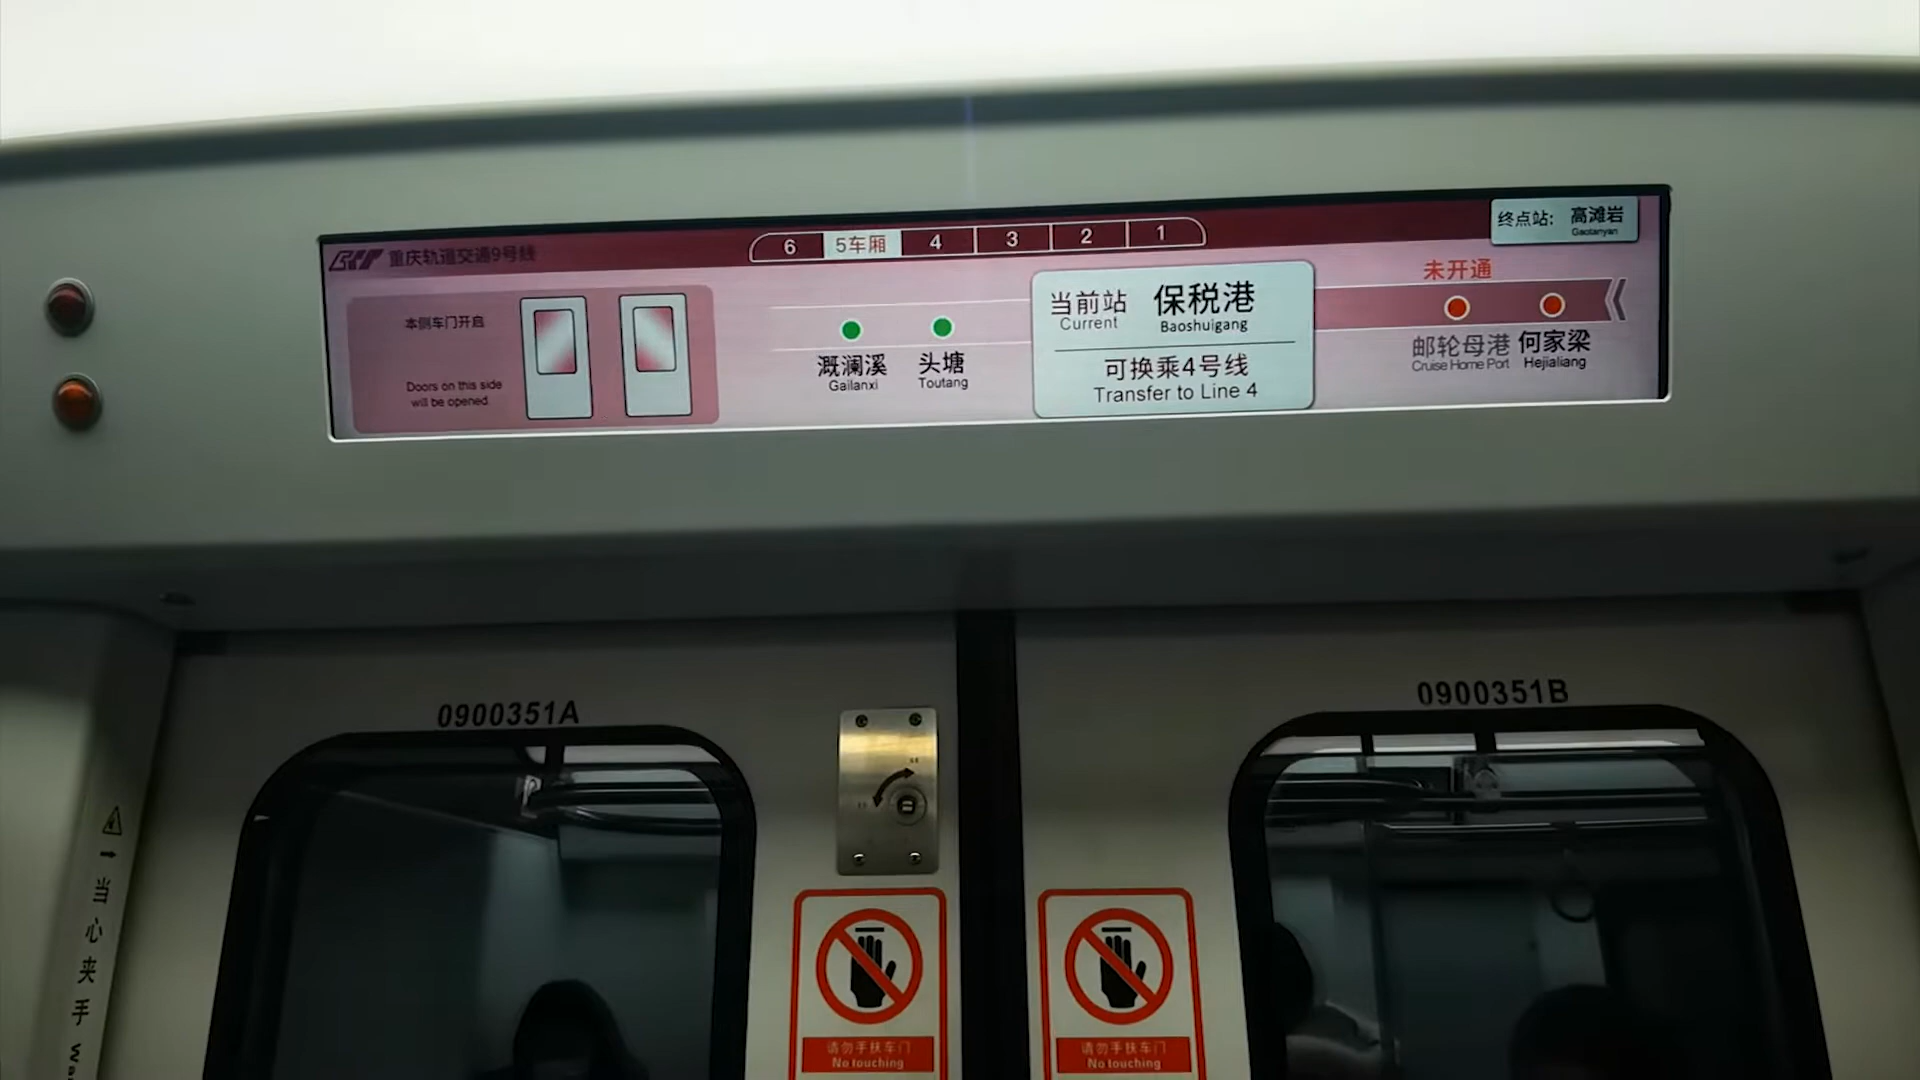 重庆轨道交通9号线
6 5车厢 4 3 2 1
终点站: 高滩岩
Gaotanyan
本侧车门开启
Doors on this side
will be opened.
溉澜溪
Gailanxi
头塘
Toutang
当前站 保税港
Current Baoshuigang
可换乘4号线
Transfer to Line 4
未开通
邮轮母港
Cruise Home Port
何家梁
Hejialiang
0900351A
0900351B
当心夹手
请勿手扶车门
No touching
请勿手扶车门
No touching